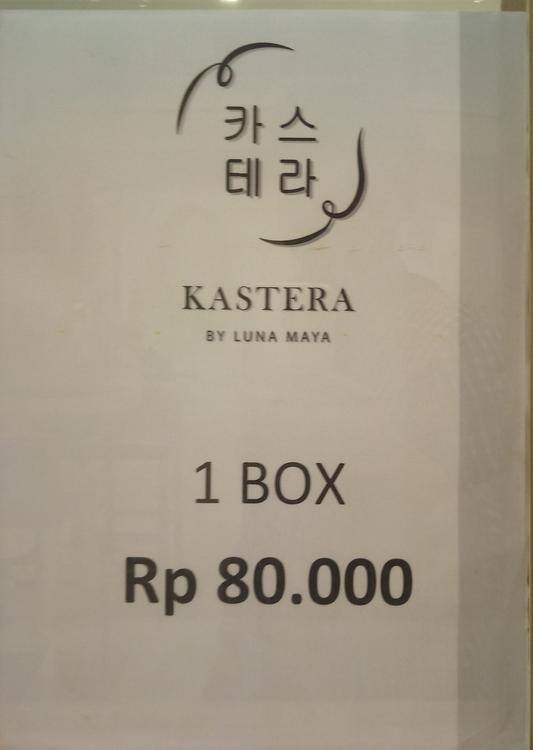 카스
테라
KASTERA
BY LUNA MAYA
1 BOX
Rp 80.000